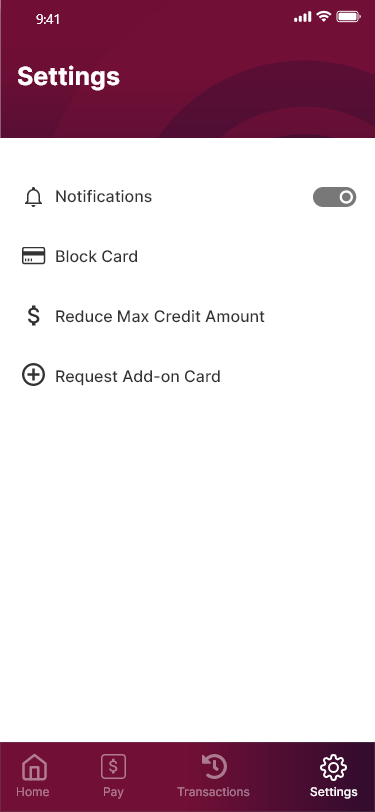 9:41
Settings
Notifications
Block Card
Reduce Max Credit Amount
Request Add-on Card
$
Home
Pay
Transactions
Settings